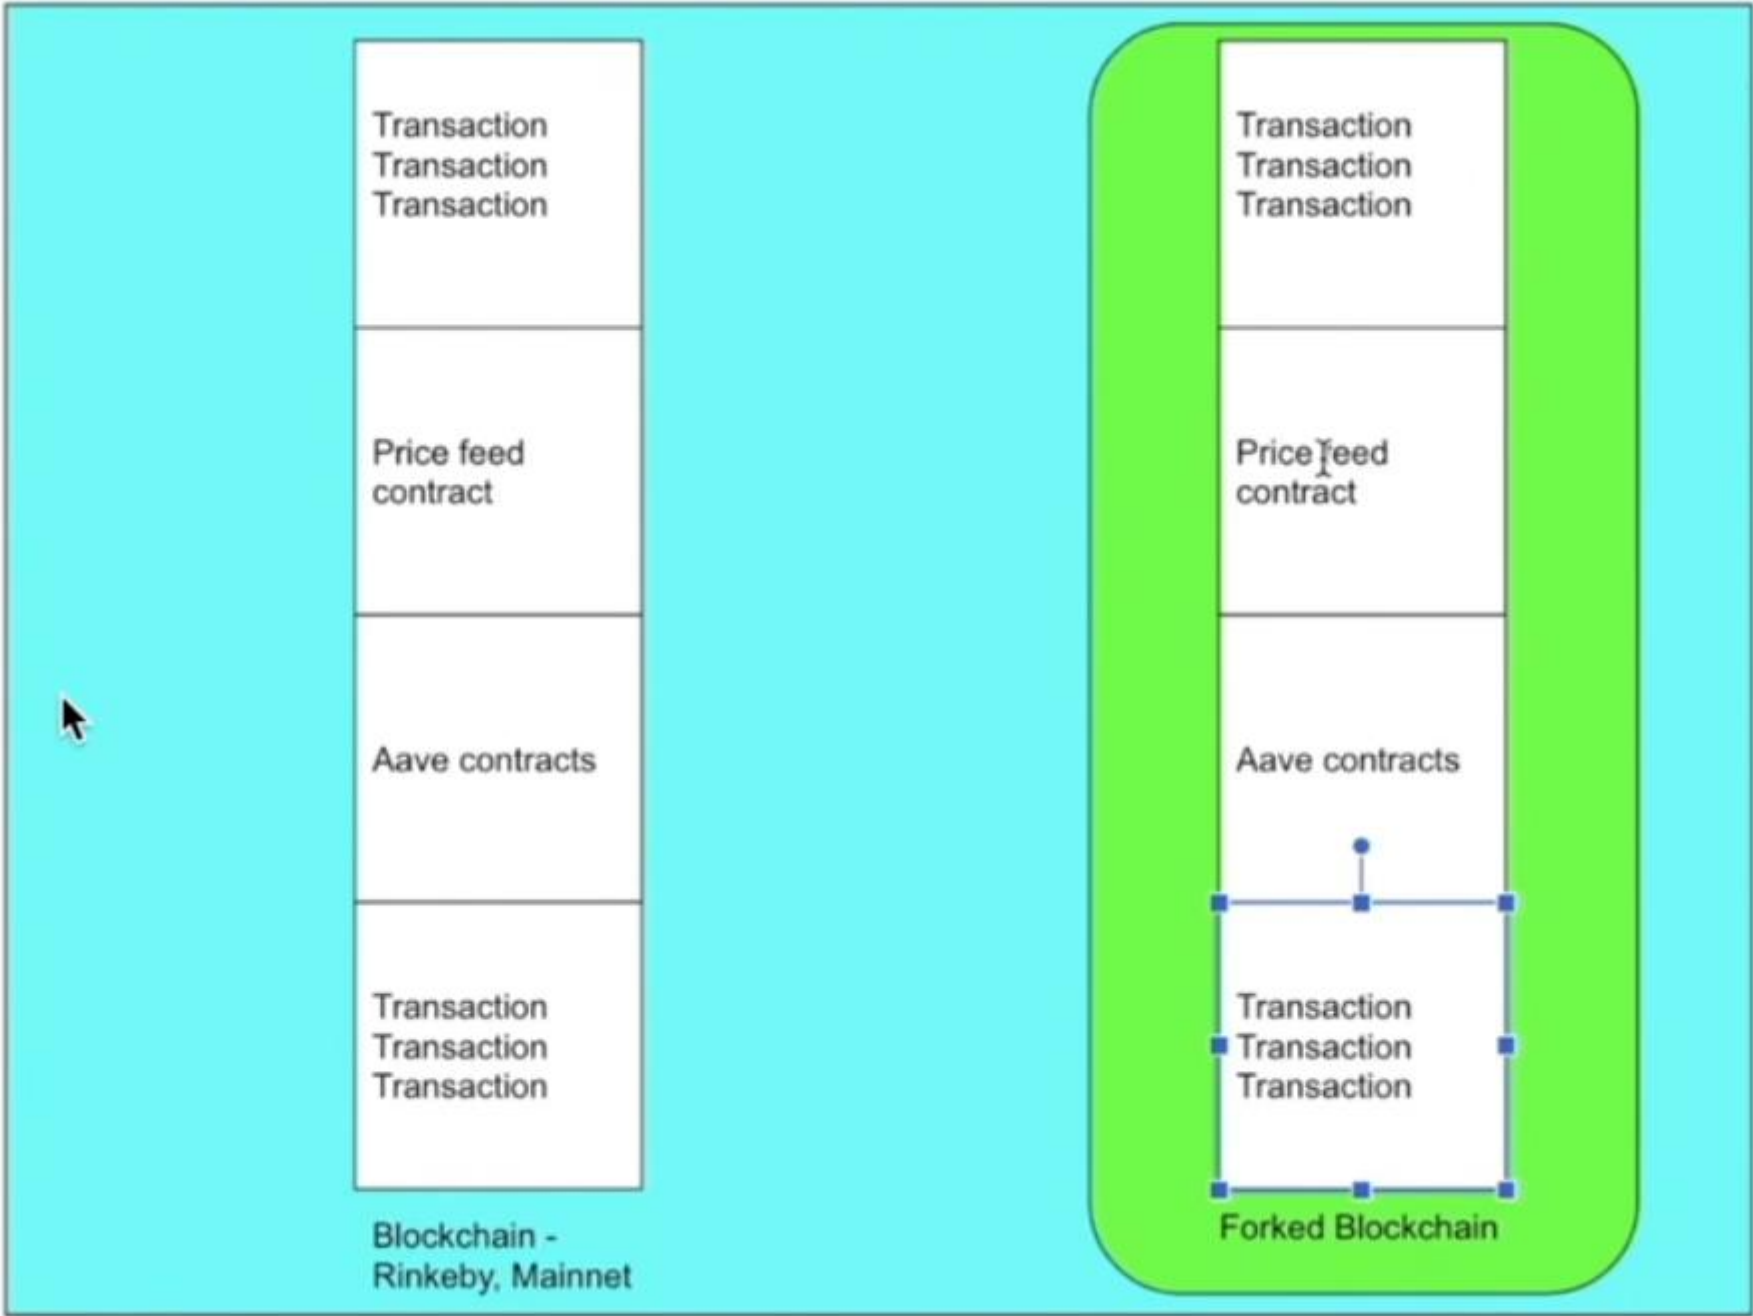 Transaction
Transaction
Transaction
Price feed
contract
Aave contracts
Transaction
Transaction
Transaction
Blockchain -
Rinkeby, Mainnet
Transaction
Transaction
Transaction
Price feed
contract
Aave contracts
Transaction
Transaction
Transaction
Forked Blockchain